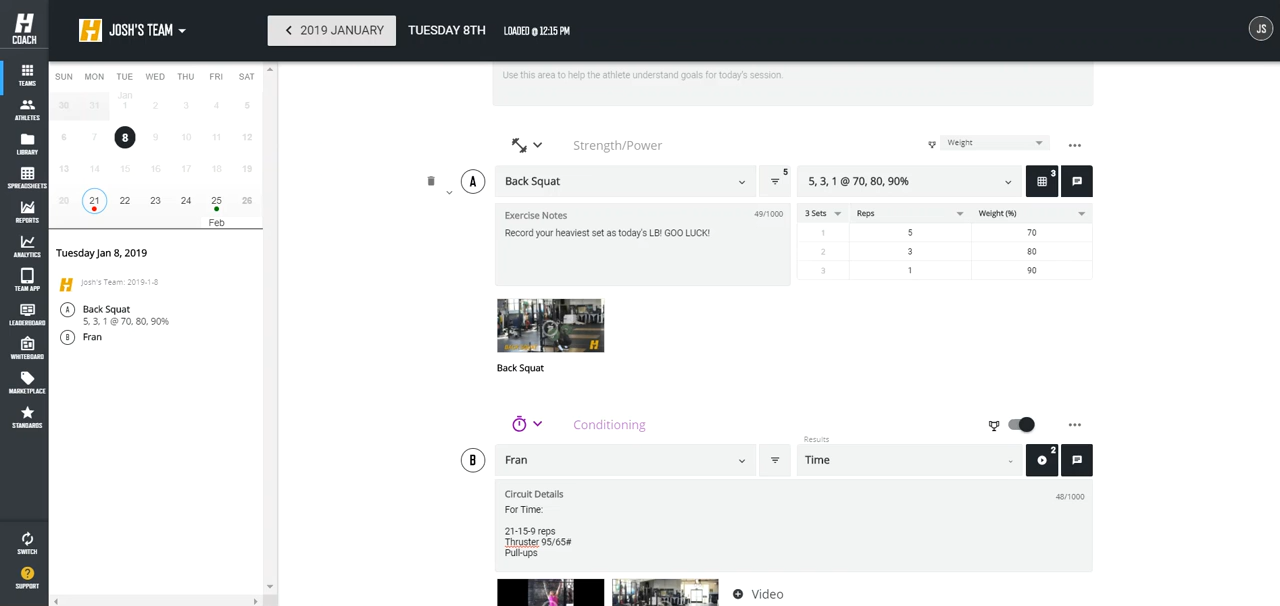 H
COACH
JOSH'S TEAM
2019 JANUARY
TUESDAY 8TH
LOADED @ 12:15 PM
JS
TEAMS
ATHLETES
LIBRARY
SPREADSHEETS
REPORTS
ANALYTICS
TEAM APP
LEADERBOARD
WHITEBOARD
MARKETPLACE
STANDARDS
SWITCH
?
SUPPORT
SUN MON TUE WED THU FRI SAT
Jan
30 31 1 2 3 4 5
6 7 8 9 10 11 12
13 14 15 16 17 18 19
20 21 22 23 24 25 26
Feb
Tuesday Jan 8, 2019
H Josh's Team: 2019-1-8
A Back Squat
5, 3, 1 @ 70, 80, 90%
B Fran
Use this area to help the athlete understand goals for today's session.
Strength/Power
Weight
A Back Squat
5
5, 3, 1 @ 70, 80, 90%
3
Exercise Notes 49/1000
Record your heaviest set as today's LB! GOO LUCK!
3 Sets Reps Weight (%)
1 5 70
2 3 80
3 1 90
H
Back Squat
Conditioning
Results
B Fran
Time
2
Circuit Details 48/1000
For Time:
21-15-9 reps
Thruster 95/65#
Pull-ups
Video